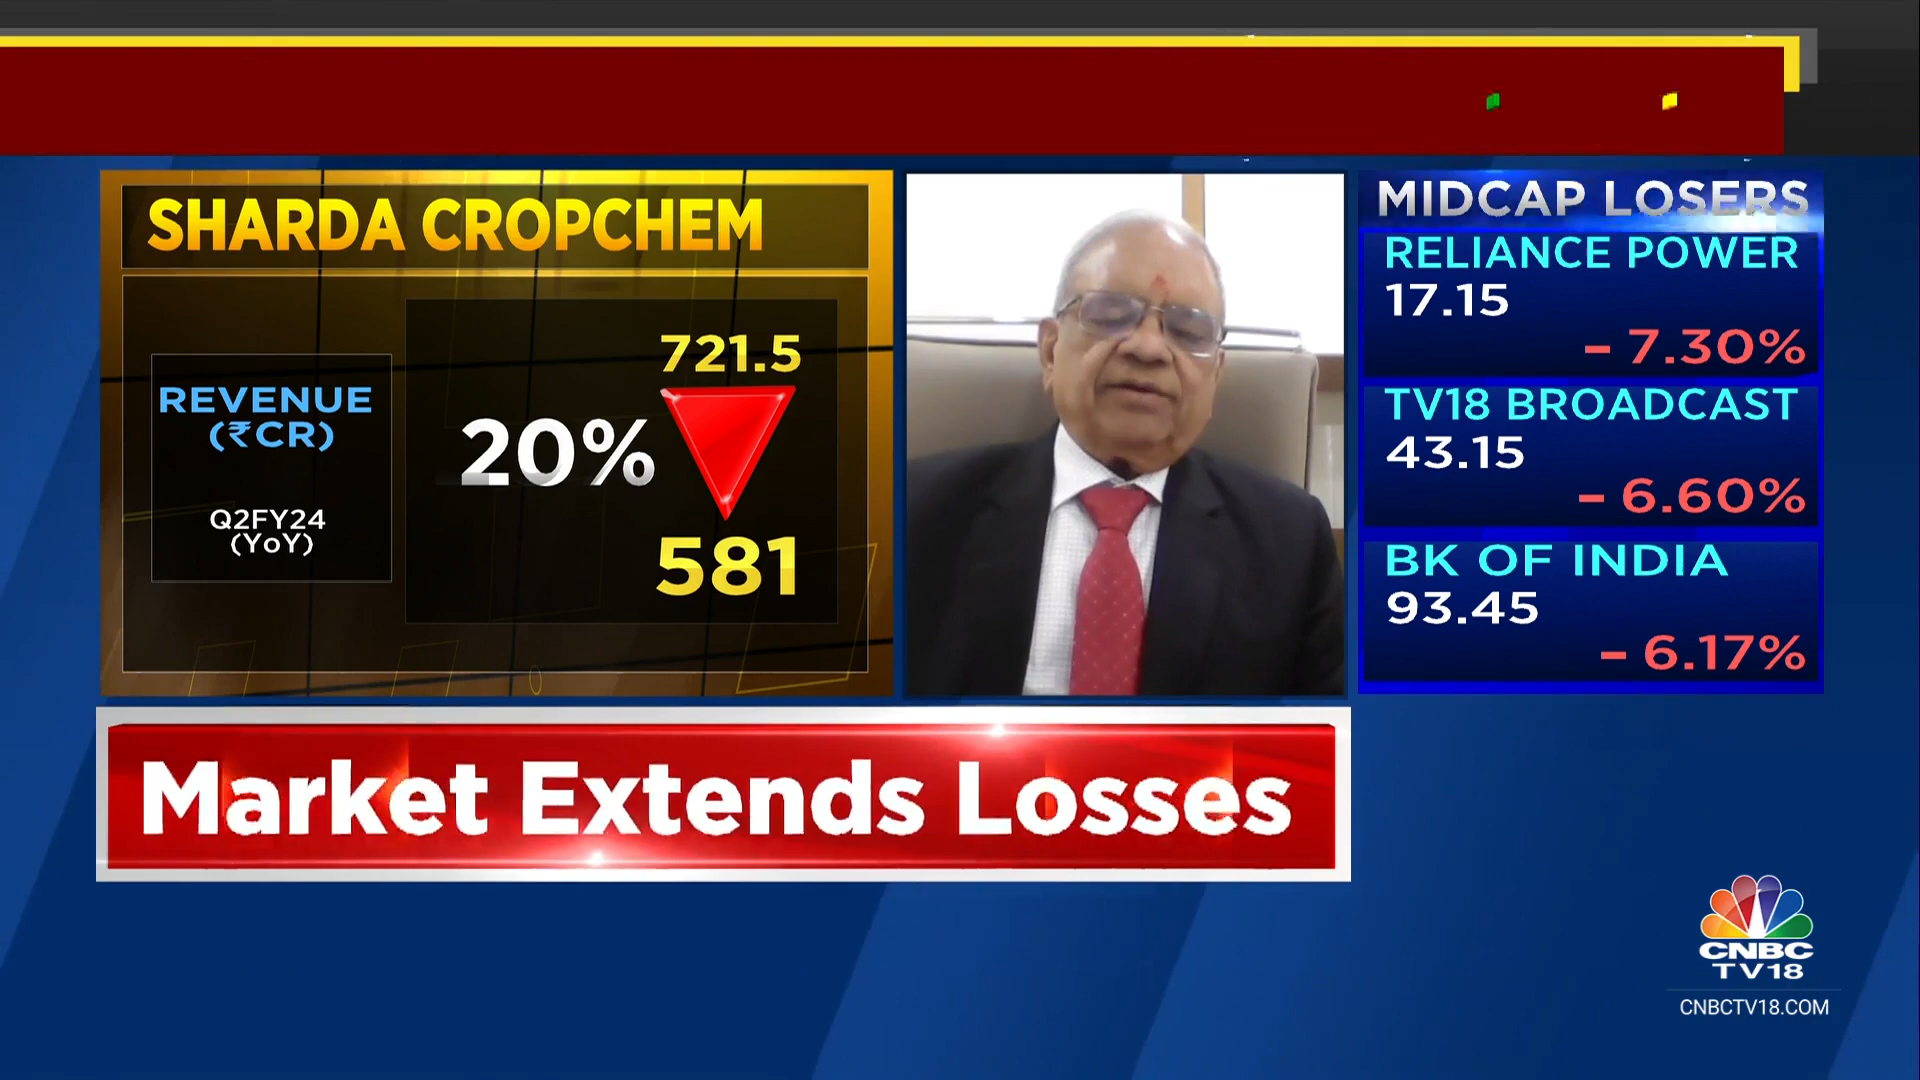 SHARDA CROPCHEM
REVENUE
(₹CR)
Q2FY24
(YoY)
721.5
20%
581
MIDCAP LOSERS
RELIANCE POWER
17.15
– 7.30%
TV18 BROADCAST
43.15
– 6.60%
BK OF INDIA
93.45
– 6.17%
Market Extends Losses
CNBC
TV18
CNBCTV18.COM